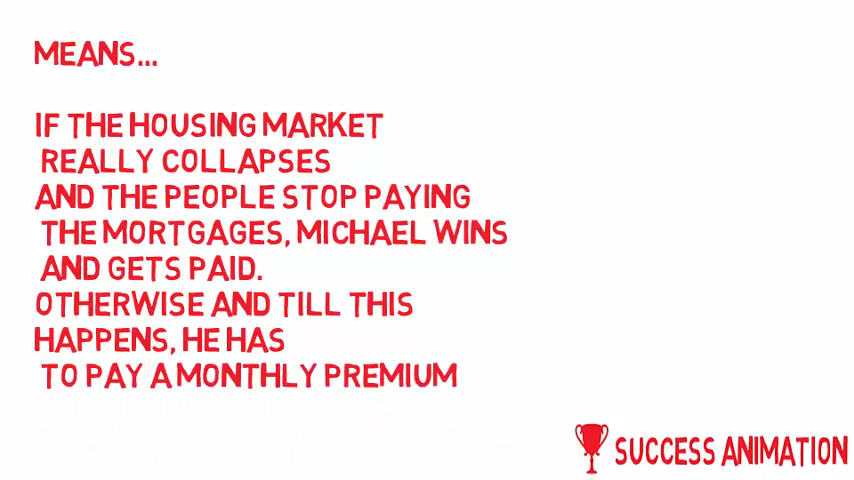 MEANS...
IF THE HOUSING MARKET
REALLY COLLAPSES
AND THE PEOPLE STOP PAYING
THE MORTGAGES, MICHAEL WINS
AND GETS PAID.
OTHERWISE AND TILL THIS
HAPPENS, HE HAS
TO PAY A MONTHLY PREMIUM
SUCCESS ANIMATION